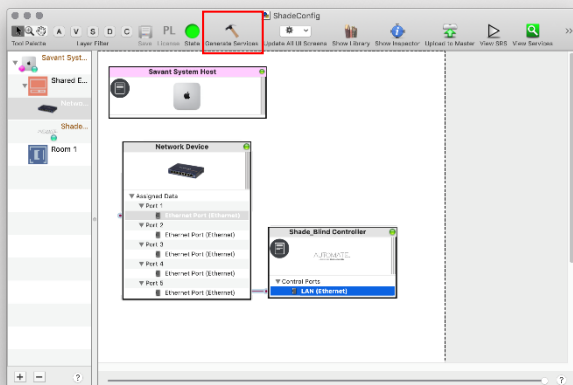 ShadeConfig
A V S D C PL
Tool Palette Layer Filter Save License State Generate Services Update All UI Screens Show Library Show Inspector Upload to Master View SRS View Services
Savant Syst...
Shared E...
Netwo...
Shade...
Room 1
Savant System Host
Network Device
Assigned Data
Port 1
Ethernet Port (Ethernet)
Port 2
Ethernet Port (Ethernet)
Port 3
Ethernet Port (Ethernet)
Port 4
Ethernet Port (Ethernet)
Port 5
Ethernet Port (Ethernet)
Shade_Blind Controller
AUTOMATE
Control Ports
LAN (Ethernet)
+ − ? ?